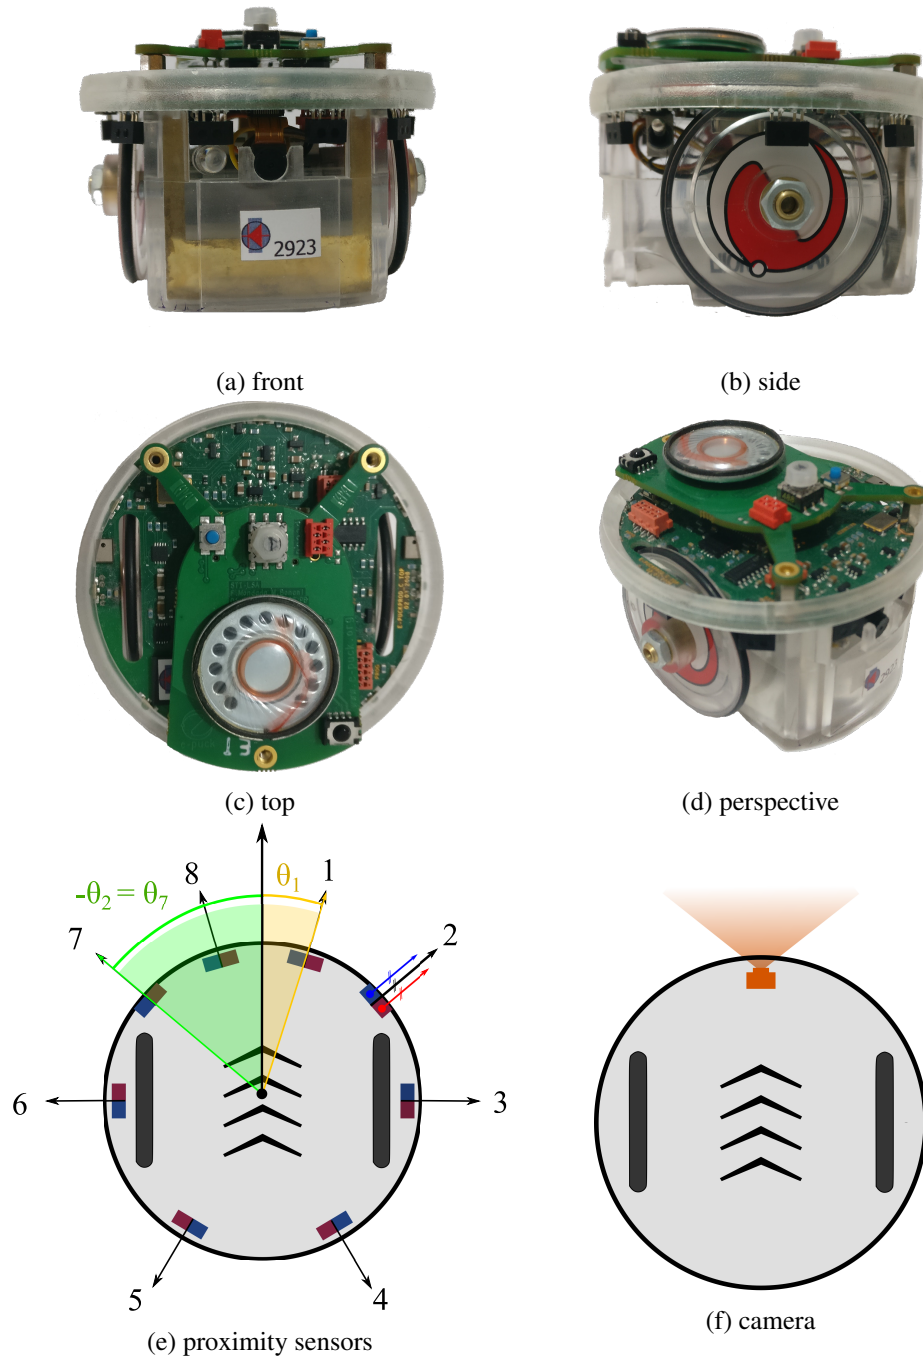 2923
(a) front
(b) side
(c) top
(d) perspective
-θ₂ = θ₇
θ₁
8
1
7
2
6
3
5
4
(e) proximity sensors
(f) camera